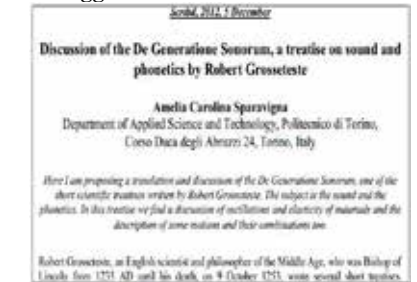 Scribd, 2012, 5 December
Discussion of the De Generatione Sonorum, a treatise on sound and
phonetics by Robert Grosseteste
Amelia Carolina Sparavigna
Department of Applied Science and Technology, Politecnico di Torino,
Corso Duca degli Abruzzi 24, Torino, Italy
Here I am proposing a translation and discussion of the De Generatione Sonorum, one of the
short scientific treatises written by Robert Grosseteste. The subject is the sound and the
phonetics. In this treatise we find a discussion of oscillations and elasticity of materials and the
description of some motions and their combinations too.
Robert Grosseteste, an English scientist and philosopher of the Middle Age, who was Bishop of
Lincoln from 1235 AD until his death, on 9 October 1253, wrote several short treatises.